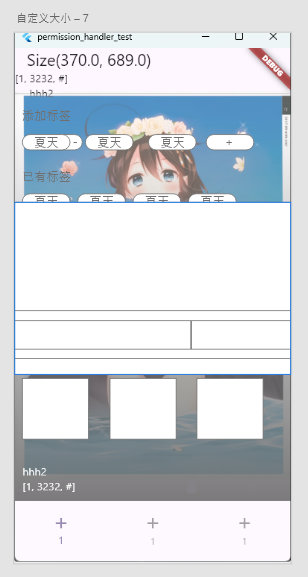 自定义大小 – 7
permission_handler_test
Size(370.0, 689.0)
DEBUG
[1, 3232, #]
hhh2
添加标签
夏天 - 夏天 夏天 +
已有标签
夏天 夏天 夏天 夏天
hhh2
[1, 3232, #]
+ + +
1 1 1